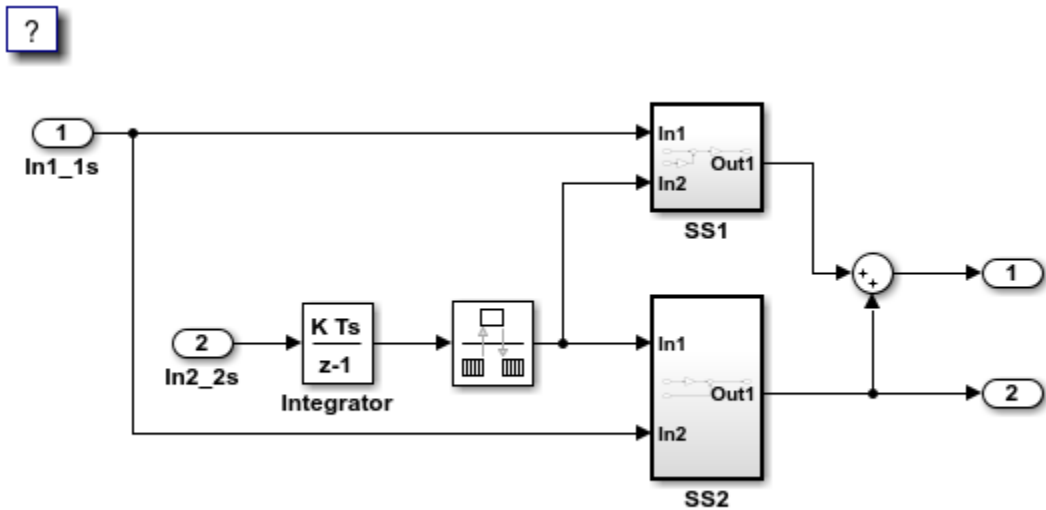 ?
1
In1_1s
In1
In2
Out1
SS1
2
In2_2s
K Ts
z-1
Integrator
In1
In2
Out1
SS2
+
+
1
2